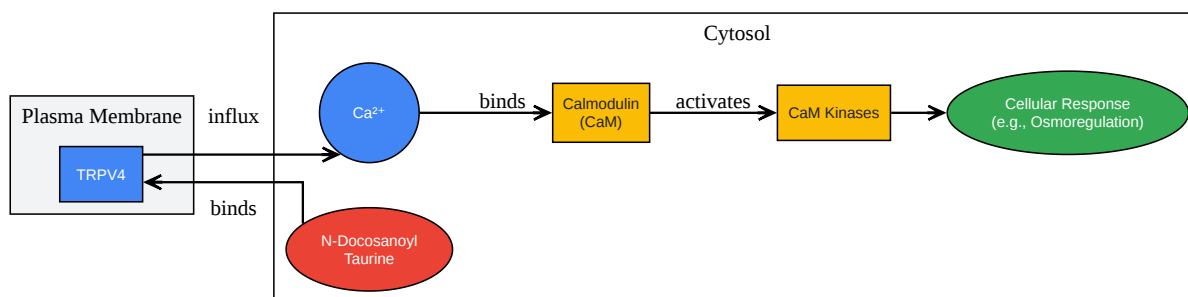 Cytosol
Plasma Membrane
TRPV4
influx
binds
Ca²⁺
N-Docosanoyl
Taurine
binds
Calmodulin
(CaM)
activates
CaM Kinases
Cellular Response
(e.g., Osmoregulation)